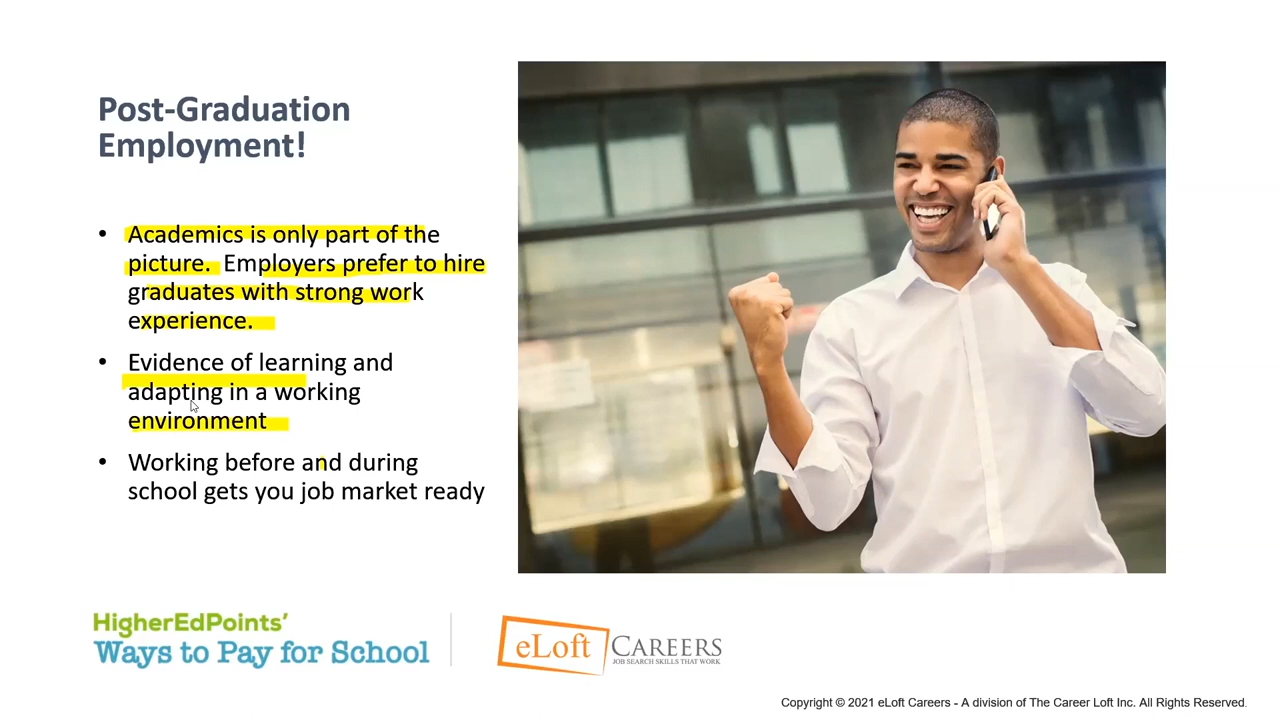 Post-Graduation
Employment!
• Academics is only part of the
picture.  Employers prefer to hire
graduates with strong work
experience.
• Evidence of learning and
adapting in a working
environment
• Working before and during
school gets you job market ready
HigherEdPoints’
Ways to Pay for School
eLoft CAREERS
JOB SEARCH SKILLS THAT WORK
Copyright © 2021 eLoft Careers - A division of The Career Loft Inc. All Rights Reserved.